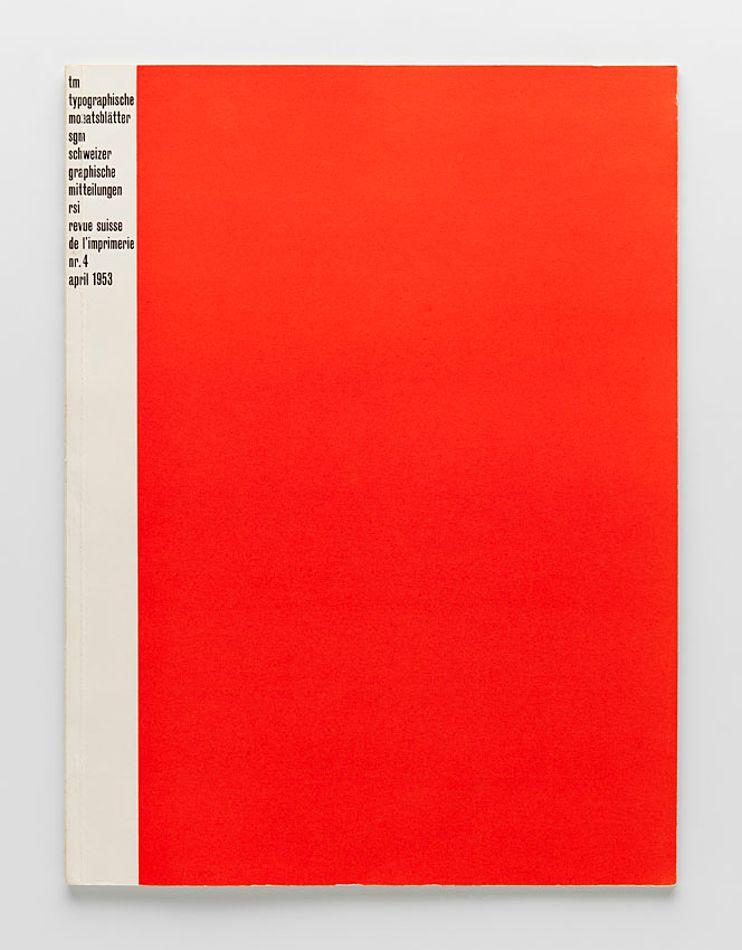 tm
typographische
monatsblätter
sgm
schweizer
graphische
mitteilungen
rsi
revue suisse
de l'imprimerie
nr. 4
april 1953